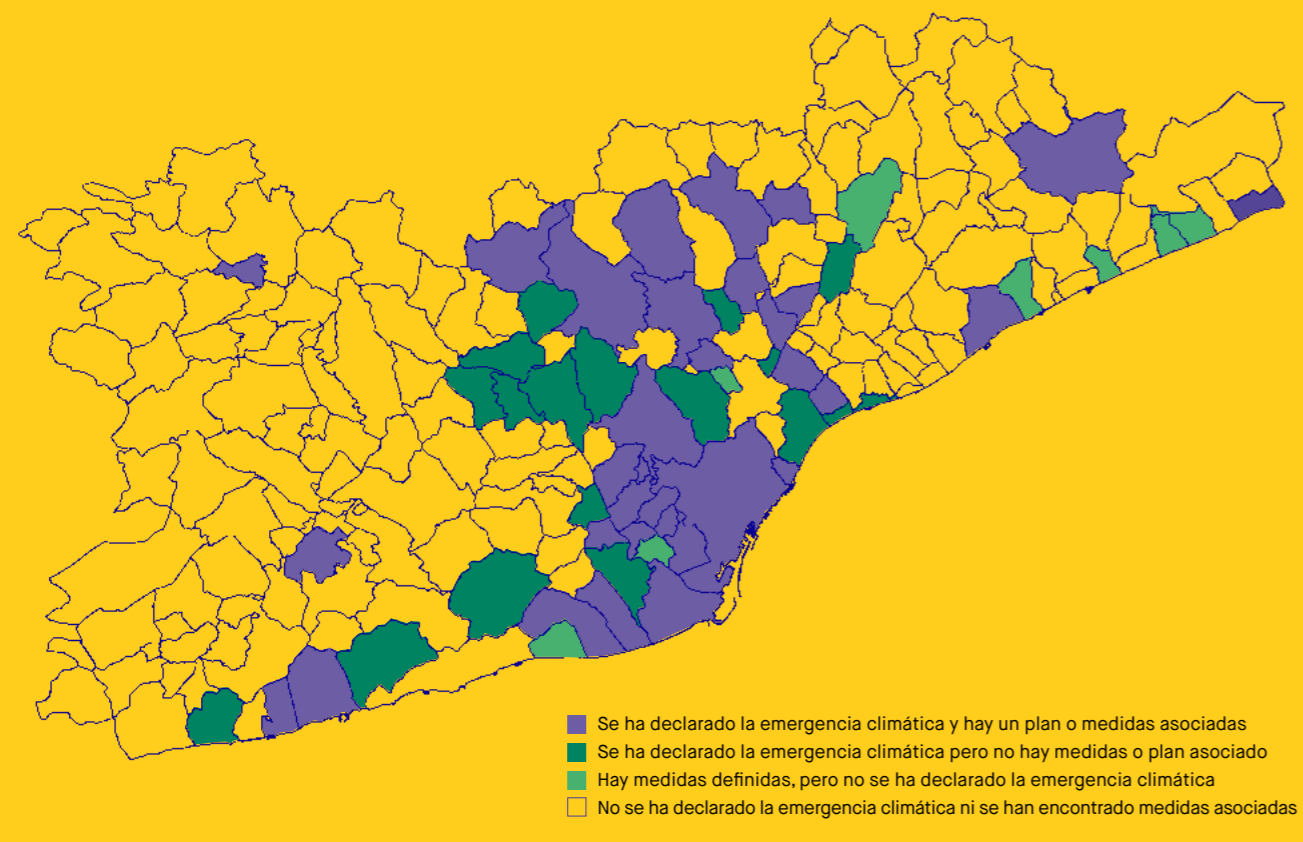 Se ha declarado la emergencia climática y hay un plan o medidas asociadas
Se ha declarado la emergencia climática pero no hay medidas o plan asociado
Hay medidas definidas, pero no se ha declarado la emergencia climática
No se ha declarado la emergencia climática ni se han encontrado medidas asociadas